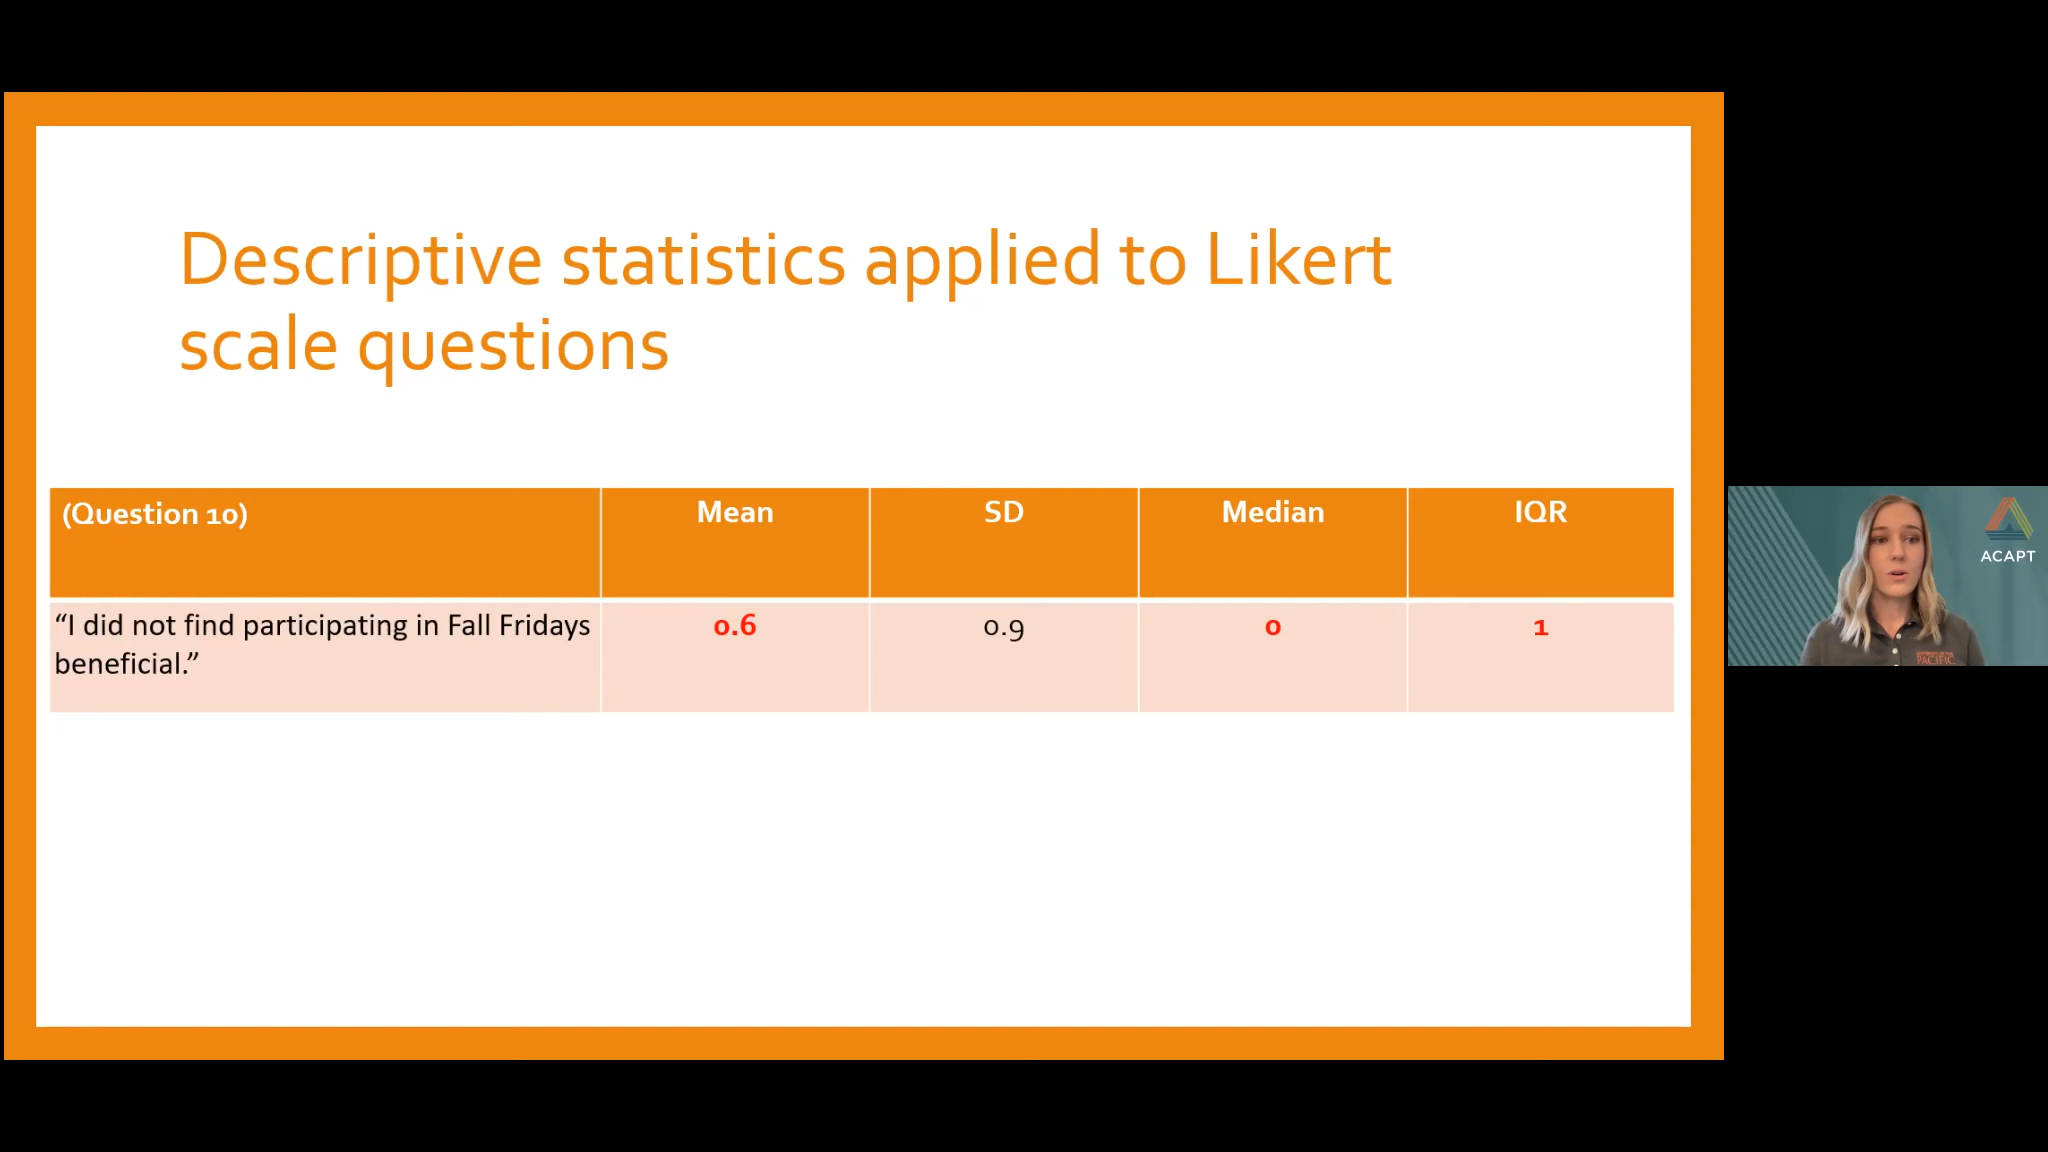 Descriptive statistics applied to Likert
scale questions
(Question 10) Mean SD Median IQR
“I did not find participating in Fall Fridays 0.6 0.9 0 1
beneficial.”
ACAPT
PACIFIC